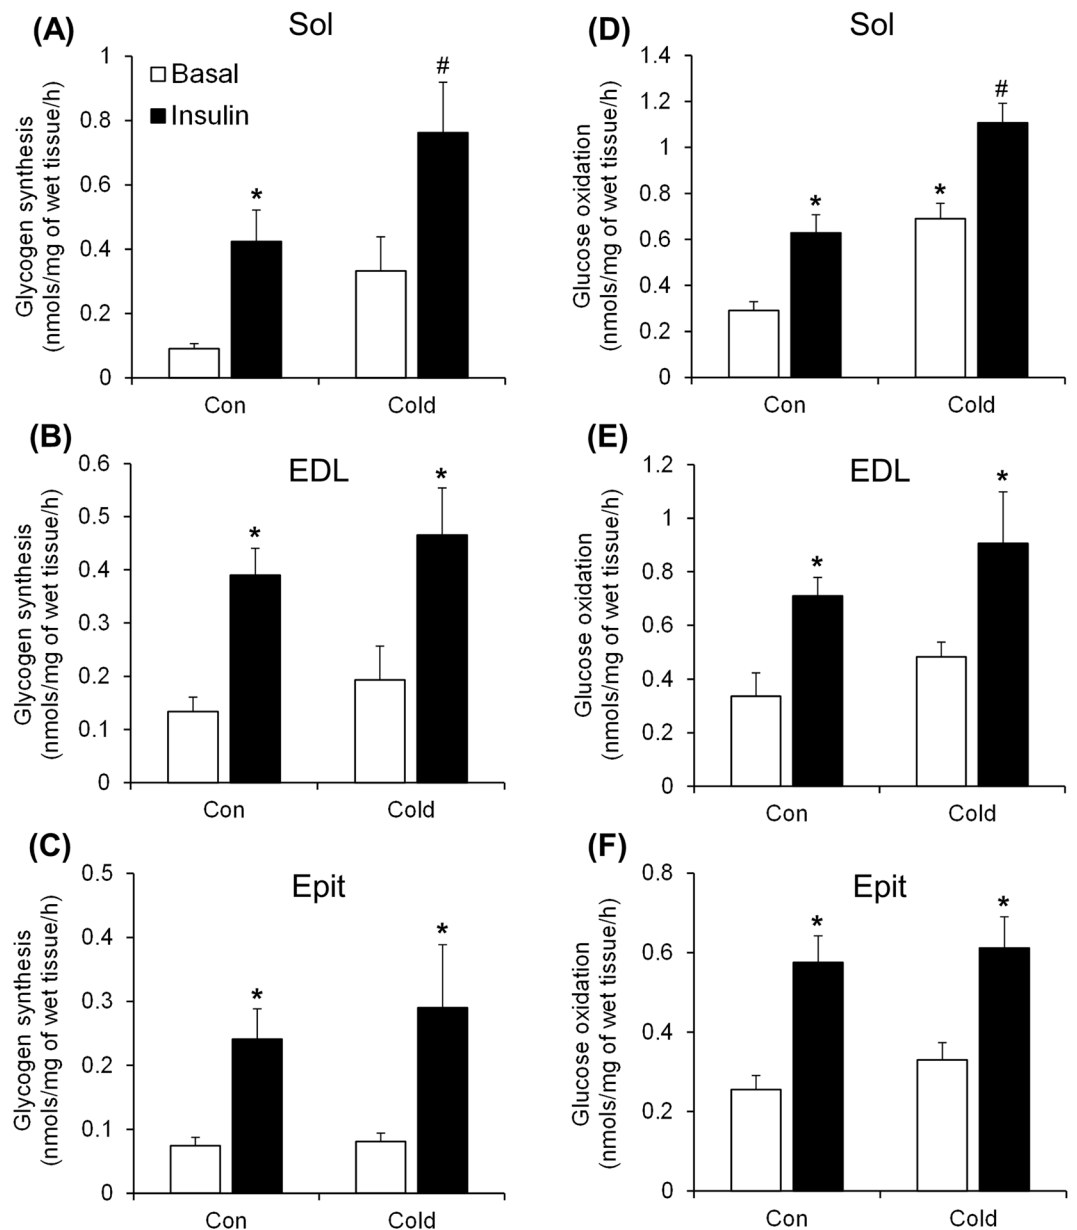 (A)
Sol
Glycogen synthesis
(nmols/mg of wet tissue/h)
1
0.8
0.6
0.4
0.2
0
Basal
Insulin
*
#
Con
Cold
(D)
Sol
Glucose oxidation
(nmols/mg of wet tissue/h)
1.4
1.2
1
0.8
0.6
0.4
0.2
0
*
*
#
Con
Cold
(B)
EDL
Glycogen synthesis
(nmols/mg of wet tissue/h)
0.6
0.5
0.4
0.3
0.2
0.1
0
*
*
Con
Cold
(E)
EDL
Glucose oxidation
(nmols/mg of wet tissue/h)
1.2
1
0.8
0.6
0.4
0.2
0
*
*
Con
Cold
(C)
Epit
Glycogen synthesis
(nmols/mg of wet tissue/h)
0.5
0.4
0.3
0.2
0.1
0
*
*
Con
Cold
(F)
Epit
Glucose oxidation
(nmols/mg of wet tissue/h)
0.8
0.6
0.4
0.2
0
*
*
Con
Cold